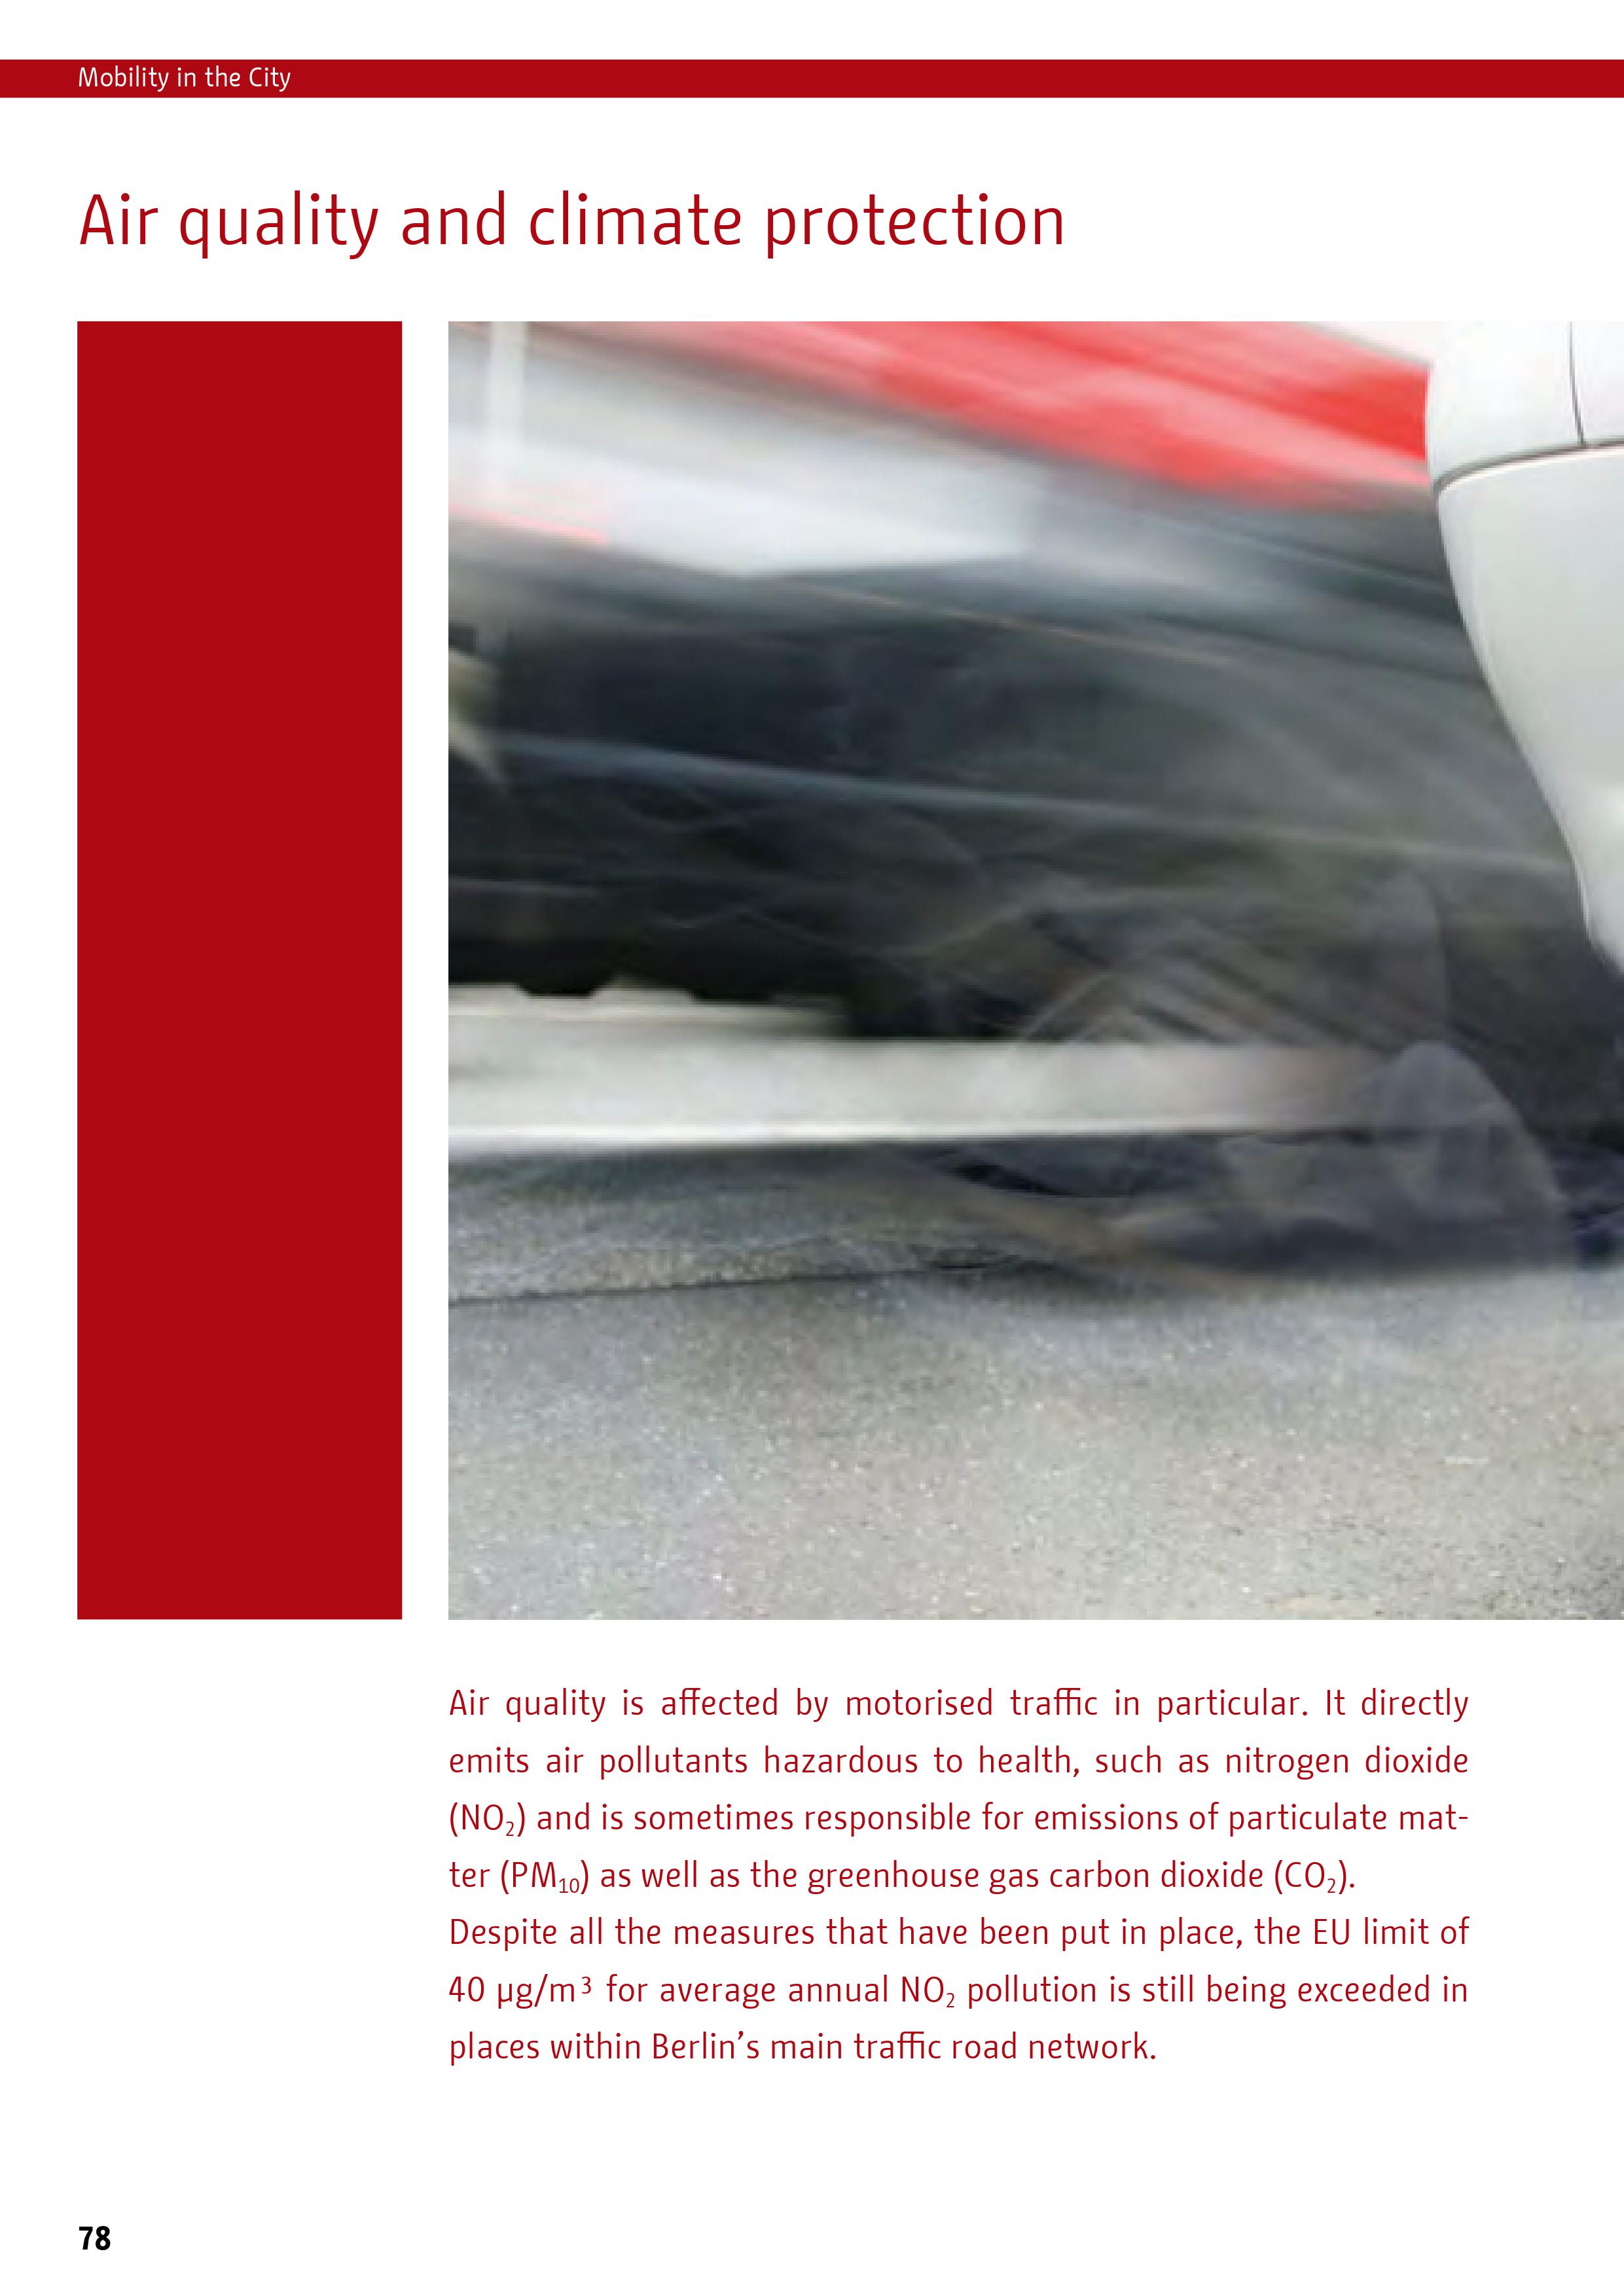 Mobility in the City
Air quality and climate protection
Air quality is affected by motorised traffic in particular. It directly
emits air pollutants hazardous to health, such as nitrogen dioxide
(NO₂) and is sometimes responsible for emissions of particulate mat-
ter (PM₁₀) as well as the greenhouse gas carbon dioxide (CO₂).
Despite all the measures that have been put in place, the EU limit of
40 µg/m³ for average annual NO₂ pollution is still being exceeded in
places within Berlin’s main traffic road network.
78